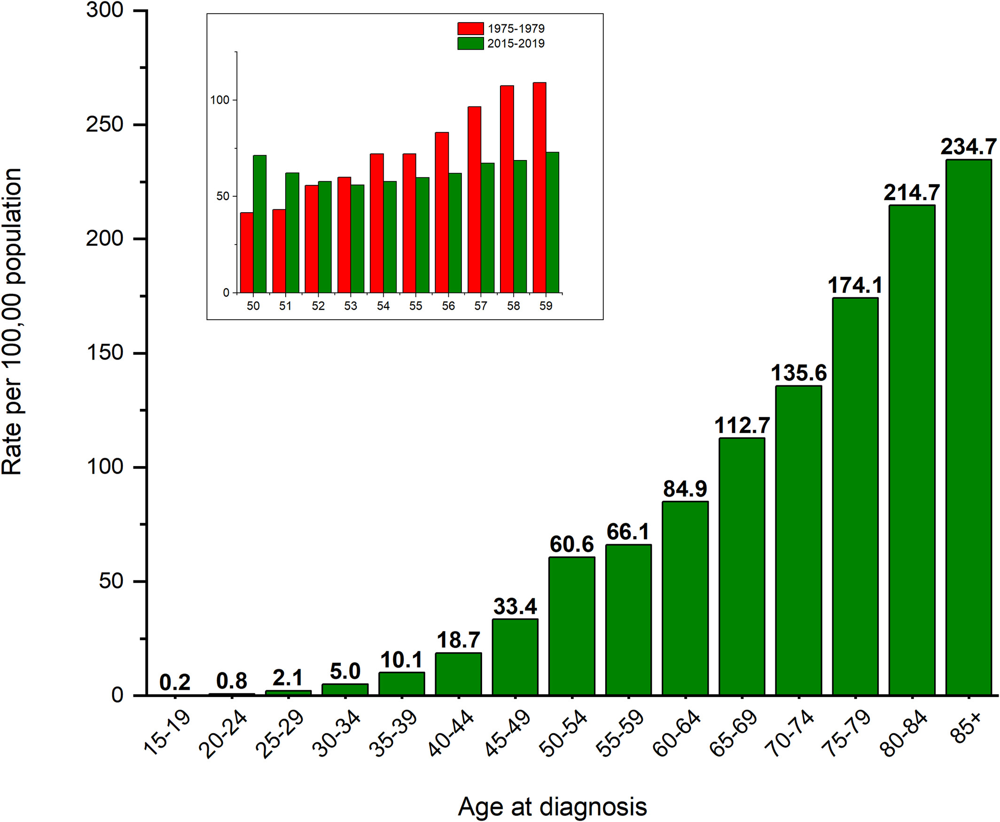 Rate per 100,00 population
300
250
200
150
100
50
0
1975-1979
2015-2019
100
50
0
50 51 52 53 54 55 56 57 58 59
0.2 0.8 2.1 5.0 10.1 18.7 33.4 60.6 66.1 84.9 112.7 135.6 174.1 214.7 234.7
15-19 20-24 25-29 30-34 35-39 40-44 45-49 50-54 55-59 60-64 65-69 70-74 75-79 80-84 85+
Age at diagnosis